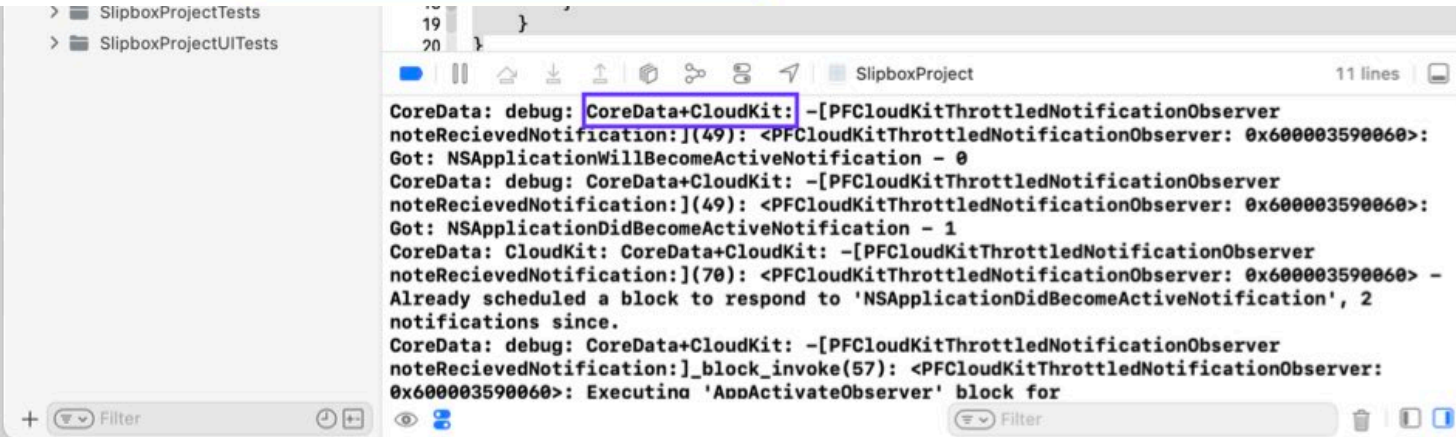 SlipboxProjectTests
SlipboxProjectUITests
19 }
20 }
SlipboxProject
11 lines
CoreData: debug: CoreData+CloudKit: -[PFCloudKitThrottledNotificationObserver
noteRecievedNotification:](49): <PFCloudKitThrottledNotificationObserver: 0x600003590060>:
Got: NSApplicationWillBecomeActiveNotification - 0
CoreData: debug: CoreData+CloudKit: -[PFCloudKitThrottledNotificationObserver
noteRecievedNotification:](49): <PFCloudKitThrottledNotificationObserver: 0x600003590060>:
Got: NSApplicationDidBecomeActiveNotification - 1
CoreData: CloudKit: CoreData+CloudKit: -[PFCloudKitThrottledNotificationObserver
noteRecievedNotification:](70): <PFCloudKitThrottledNotificationObserver: 0x600003590060> -
Already scheduled a block to respond to 'NSApplicationDidBecomeActiveNotification', 2
notifications since.
CoreData: debug: CoreData+CloudKit: -[PFCloudKitThrottledNotificationObserver
noteRecievedNotification:]_block_invoke(57): <PFCloudKitThrottledNotificationObserver:
0x600003590060>: Executing 'AppActivateObserver' block for
Filter
Filter